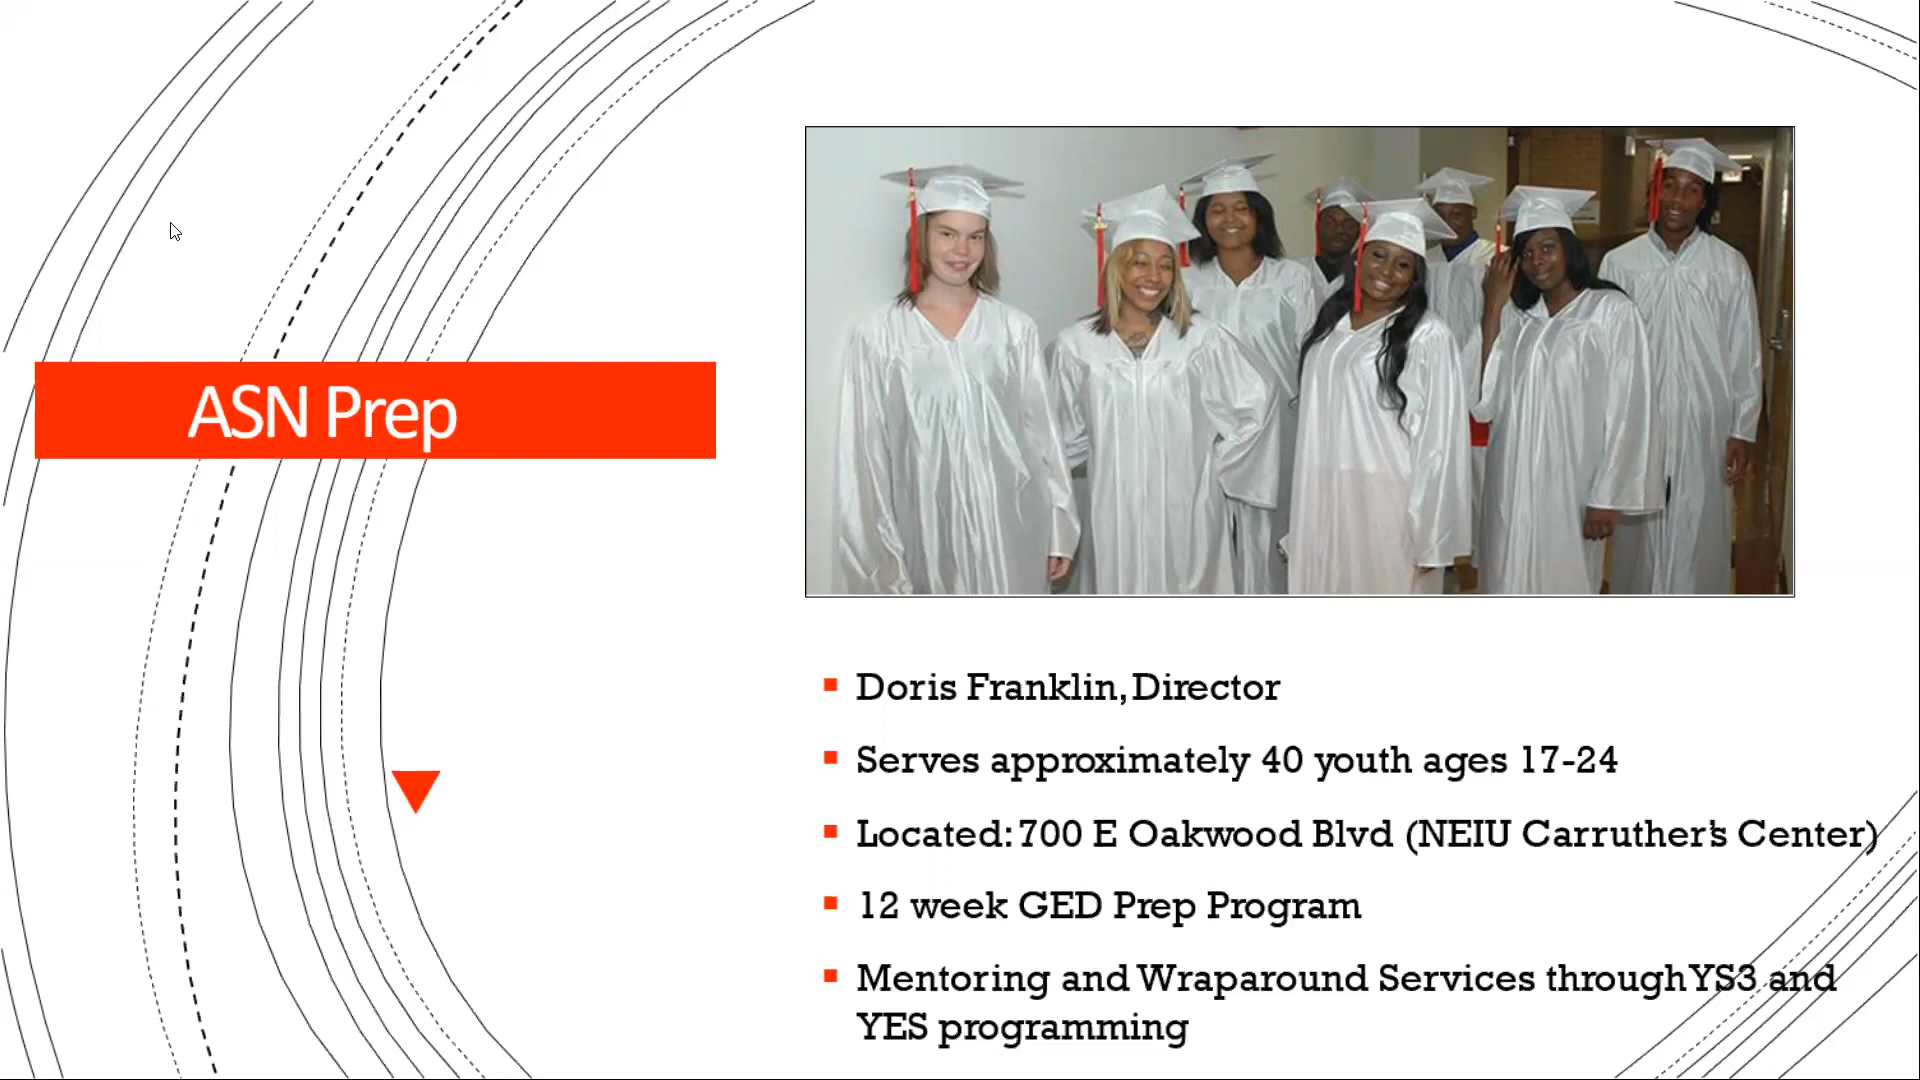 ASN Prep
Doris Franklin, Director
Serves approximately 40 youth ages 17-24
Located: 700 E Oakwood Blvd (NEIU Carruther's Center)
12 week GED Prep Program
Mentoring and Wraparound Services through YS3 and
YES programming